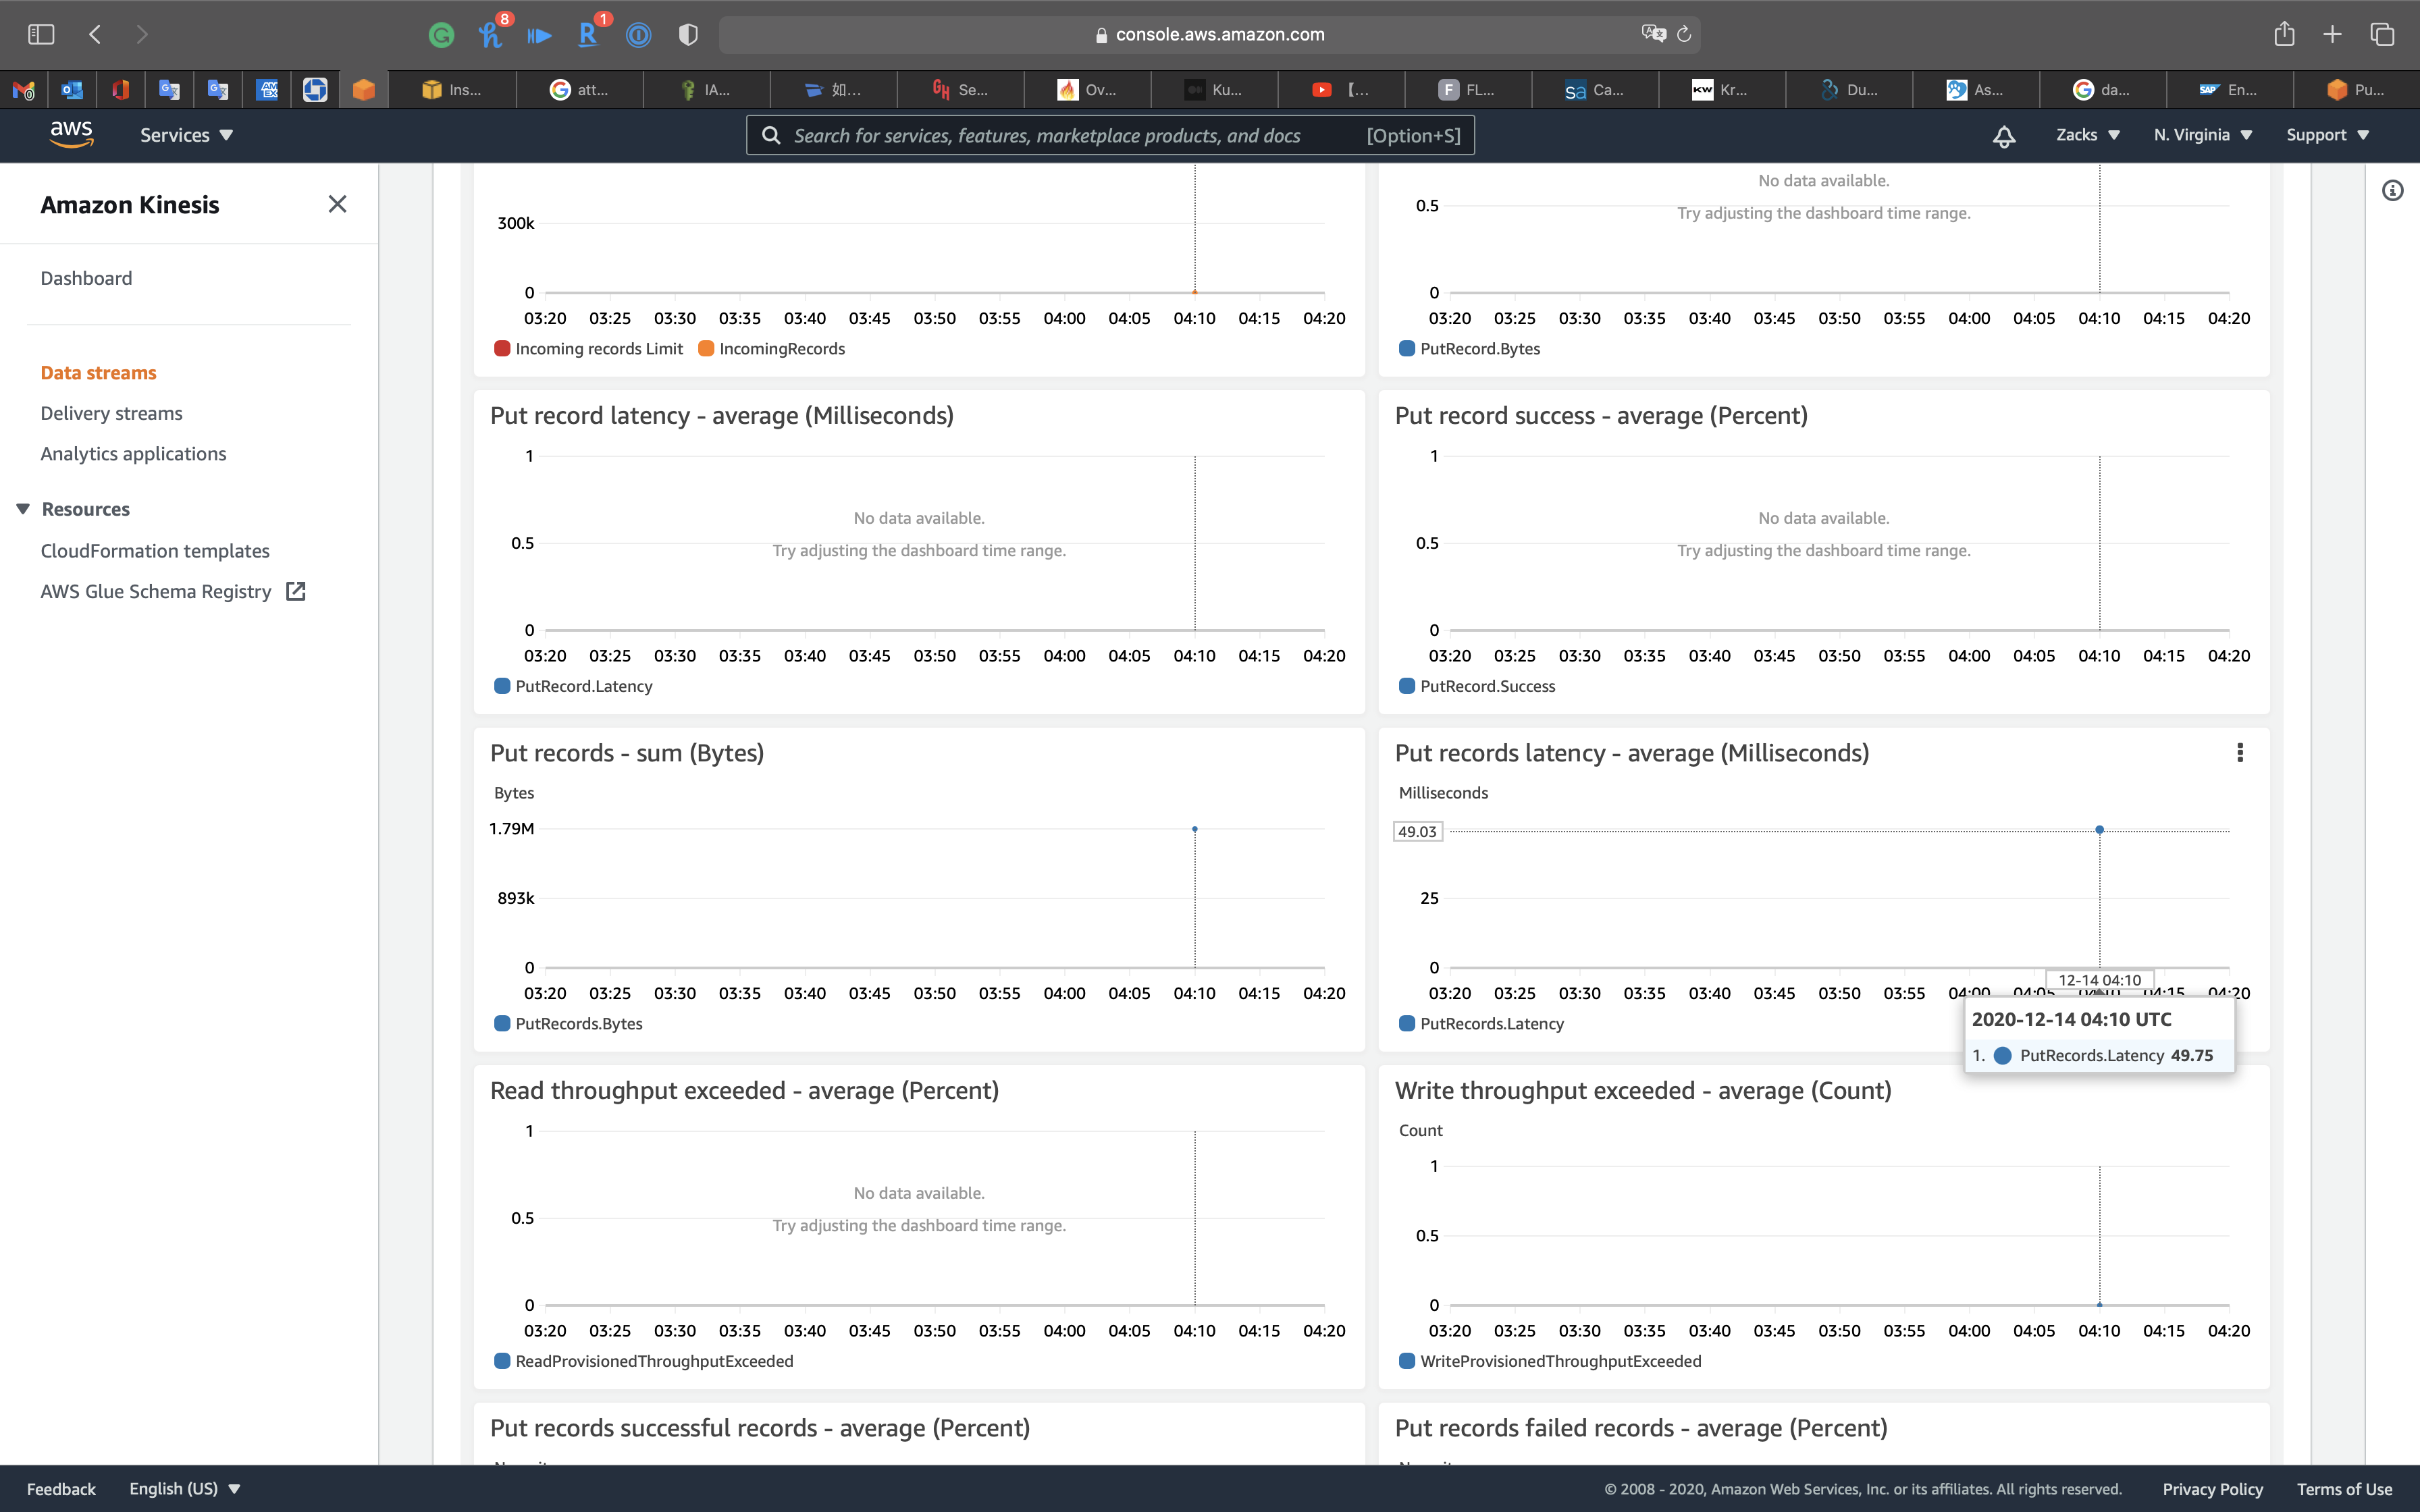 8
1
console.aws.amazon.com
Ins...
att...
IA...
如...
Se...
Ov...
Ku...
【...
FL...
Ca...
Kr...
Du...
As...
da...
En...
Pu...
aws
Services
Search for services, features, marketplace products, and docs [Option+S]
Zacks
N. Virginia
Support
Amazon Kinesis
Dashboard
Data streams
Delivery streams
Analytics applications
Resources
CloudFormation templates
AWS Glue Schema Registry
300k
0
03:20 03:25 03:30 03:35 03:40 03:45 03:50 03:55 04:00 04:05 04:10 04:15 04:20
Incoming records Limit IncomingRecords
No data available.
0.5
Try adjusting the dashboard time range.
0
03:20 03:25 03:30 03:35 03:40 03:45 03:50 03:55 04:00 04:05 04:10 04:15 04:20
PutRecord.Bytes
Put record latency - average (Milliseconds)
1
No data available.
0.5
Try adjusting the dashboard time range.
0
03:20 03:25 03:30 03:35 03:40 03:45 03:50 03:55 04:00 04:05 04:10 04:15 04:20
PutRecord.Latency
Put record success - average (Percent)
1
No data available.
0.5
Try adjusting the dashboard time range.
0
03:20 03:25 03:30 03:35 03:40 03:45 03:50 03:55 04:00 04:05 04:10 04:15 04:20
PutRecord.Success
Put records - sum (Bytes)
Bytes
1.79M
893k
0
03:20 03:25 03:30 03:35 03:40 03:45 03:50 03:55 04:00 04:05 04:10 04:15 04:20
PutRecords.Bytes
Put records latency - average (Milliseconds)
Milliseconds
49.03
25
0
12-14 04:10
03:20 03:25 03:30 03:35 03:40 03:45 03:50 03:55 04:00 04:05 04:10 04:15 04:20
PutRecords.Latency
2020-12-14 04:10 UTC
1. PutRecords.Latency 49.75
Read throughput exceeded - average (Percent)
1
No data available.
0.5
Try adjusting the dashboard time range.
0
03:20 03:25 03:30 03:35 03:40 03:45 03:50 03:55 04:00 04:05 04:10 04:15 04:20
ReadProvisionedThroughputExceeded
Write throughput exceeded - average (Count)
Count
1
0.5
0
03:20 03:25 03:30 03:35 03:40 03:45 03:50 03:55 04:00 04:05 04:10 04:15 04:20
WriteProvisionedThroughputExceeded
Put records successful records - average (Percent)
Put records failed records - average (Percent)
Feedback
English (US)
© 2008 - 2020, Amazon Web Services, Inc. or its affiliates. All rights reserved.
Privacy Policy
Terms of Use